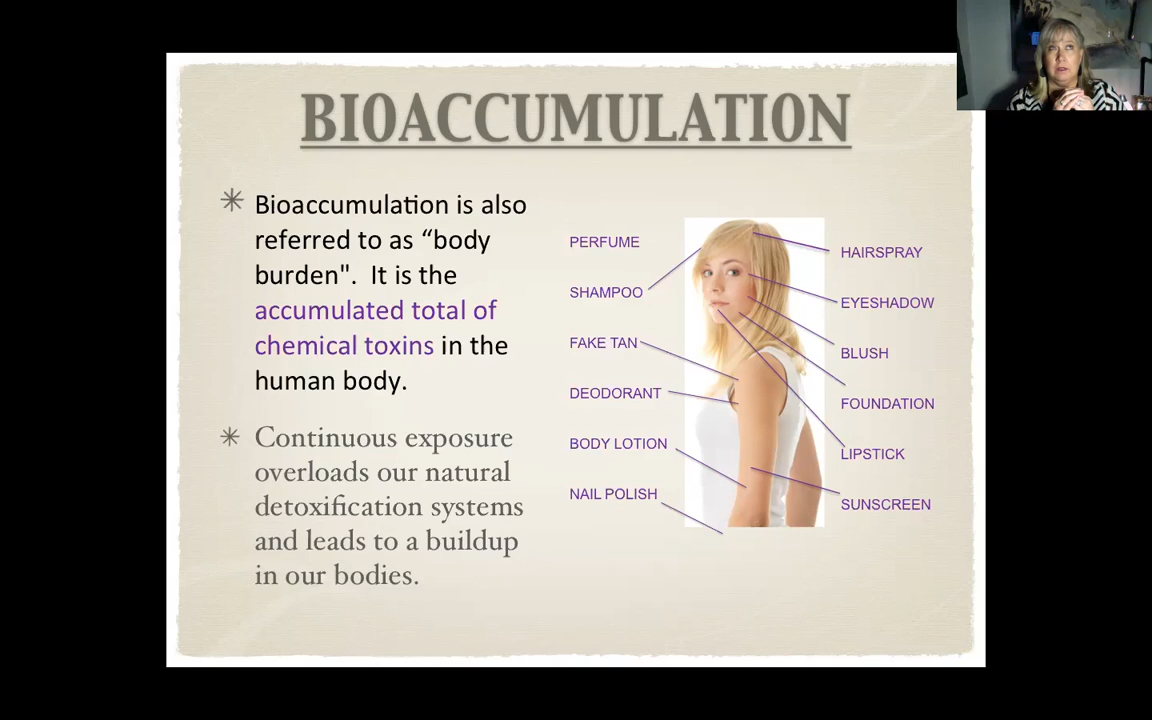 BIOACCUMULATION
Bioaccumulation is also
referred to as “body
burden". It is the
accumulated total of
chemical toxins in the
human body.
Continuous exposure
overloads our natural
detoxification systems
and leads to a buildup
in our bodies.
PERFUME
SHAMPOO
FAKE TAN
DEODORANT
BODY LOTION
NAIL POLISH
HAIRSPRAY
EYESHADOW
BLUSH
FOUNDATION
LIPSTICK
SUNSCREEN